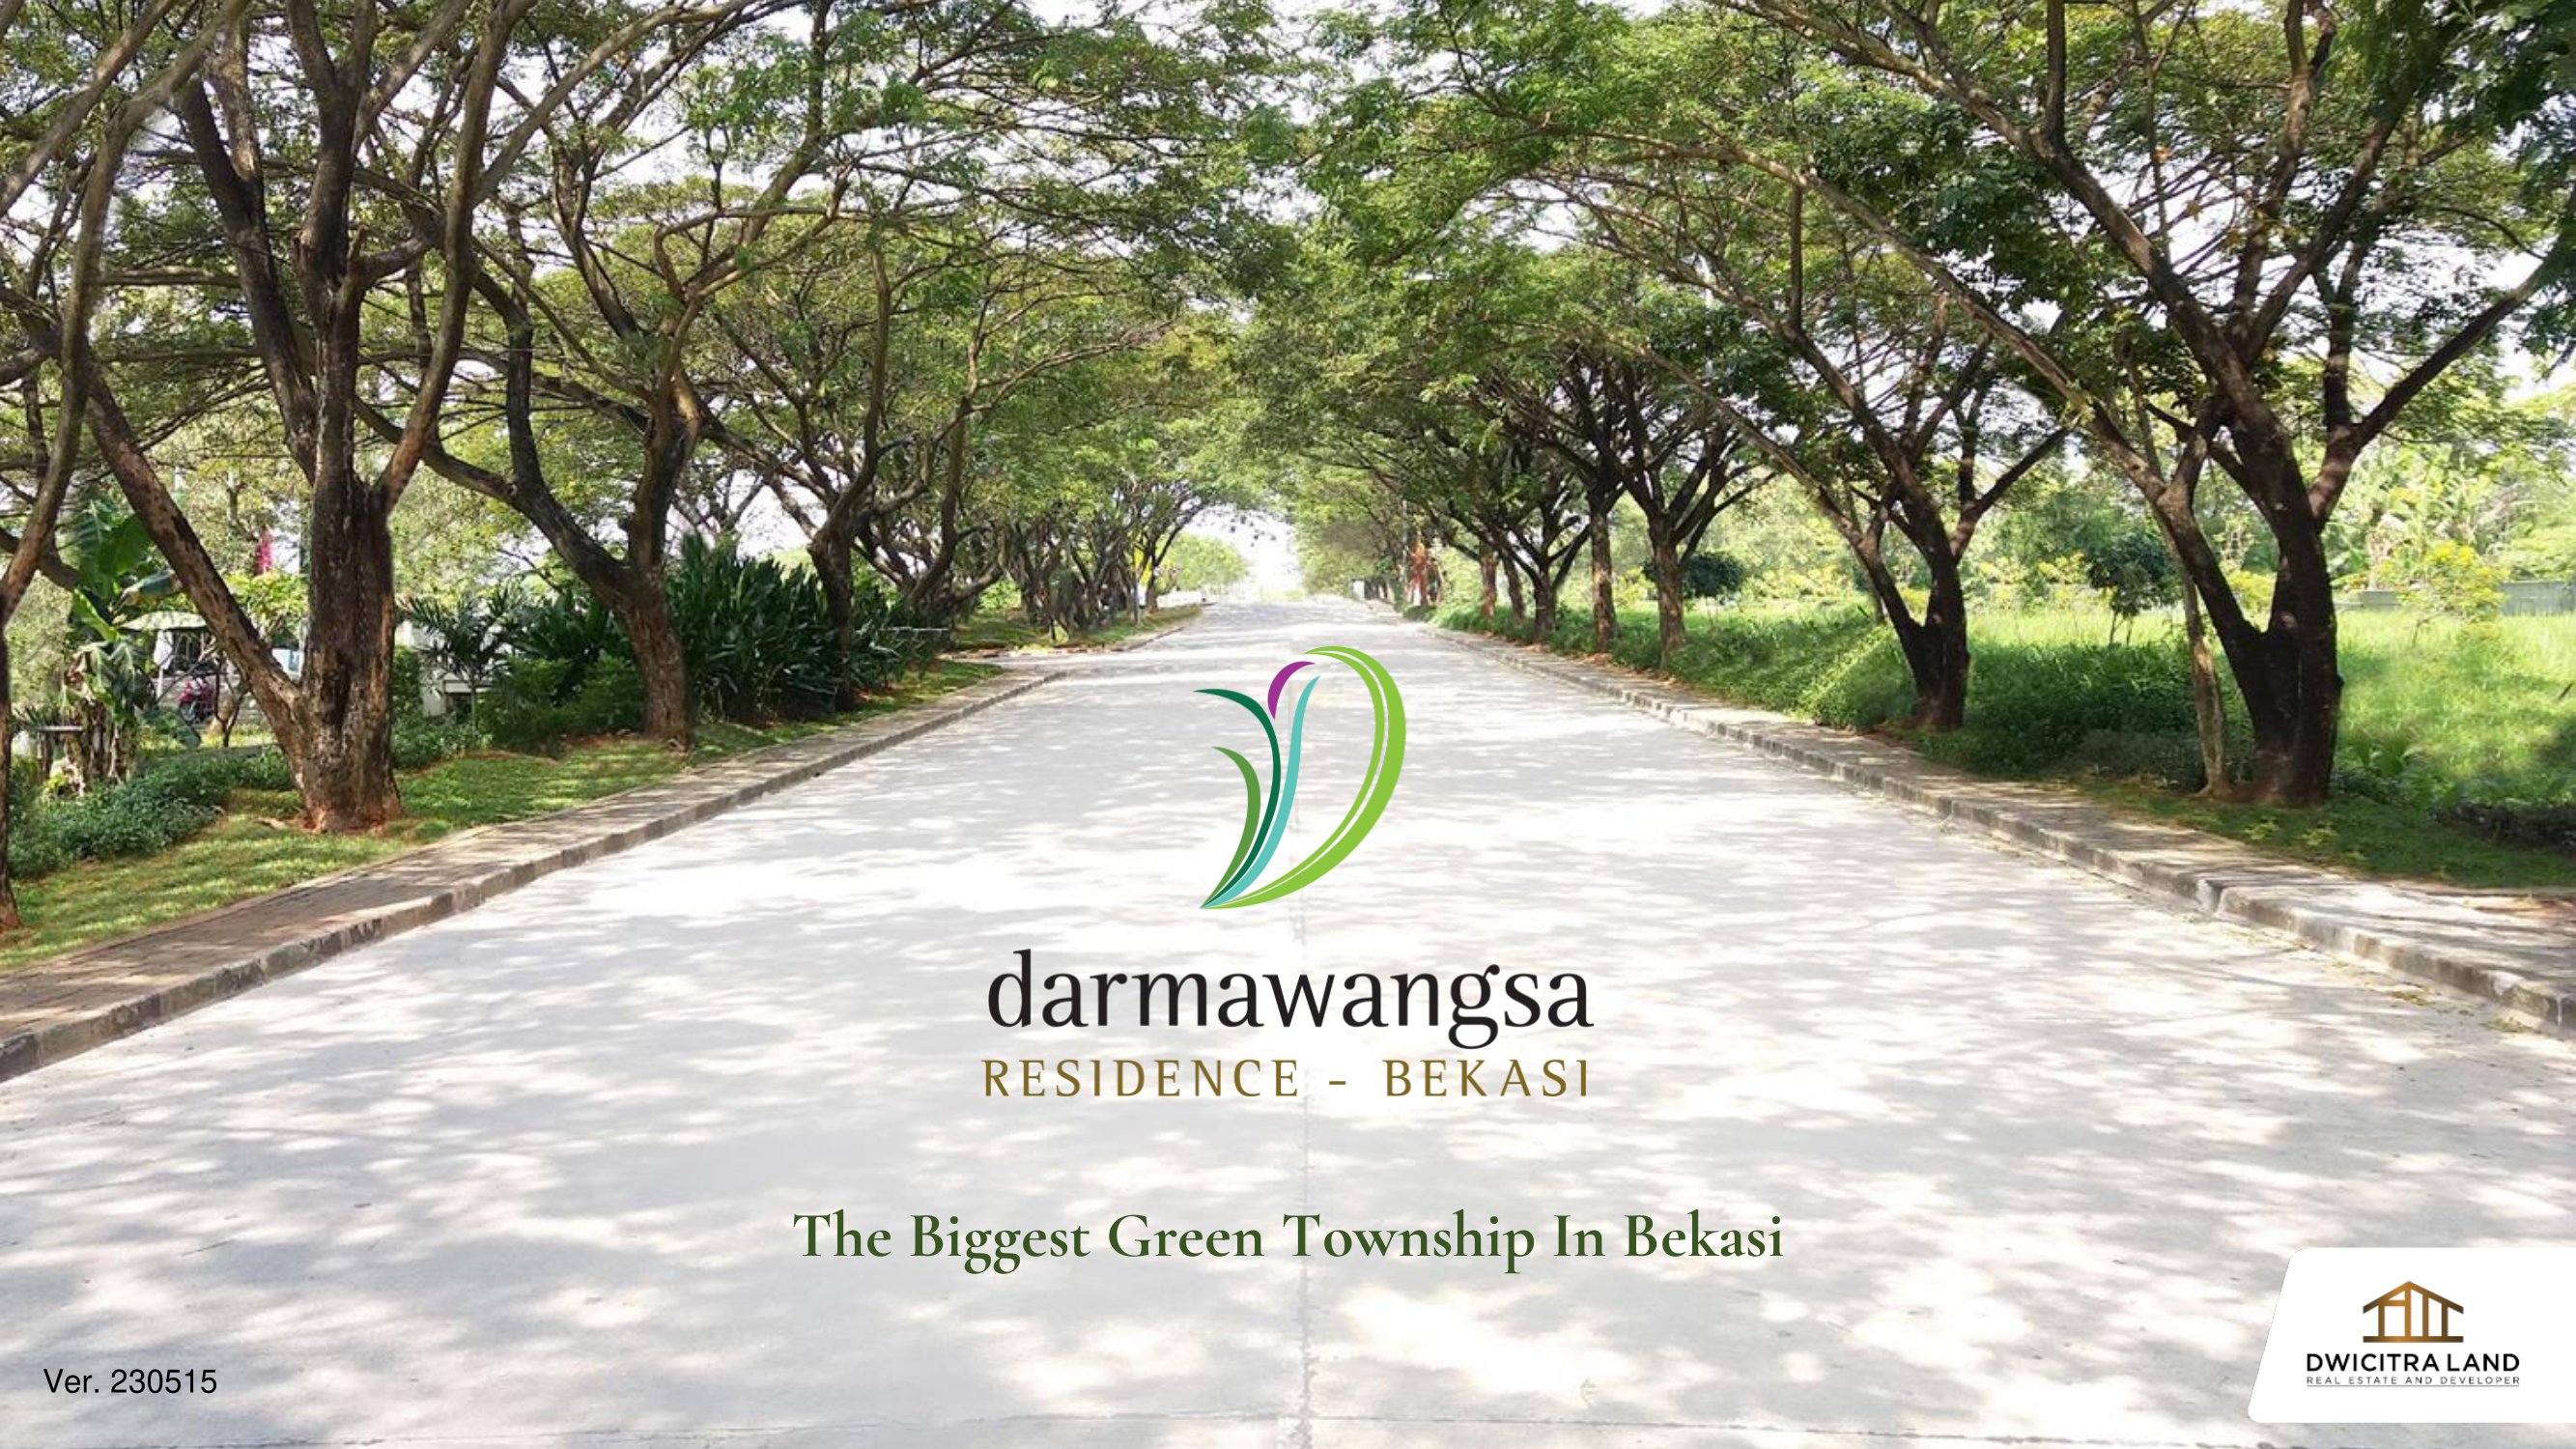 darmawangsa
RESIDENCE - BEKASI
The Biggest Green Township In Bekasi
Ver. 230515
DWICITRA LAND
REAL ESTATE AND DEVELOPER